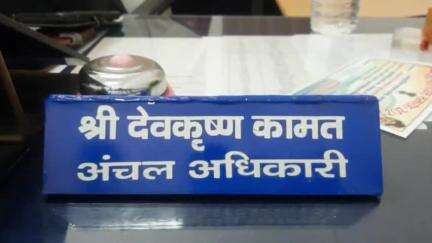 श्री देवकृष्ण कामत
अंचल अधिकारी